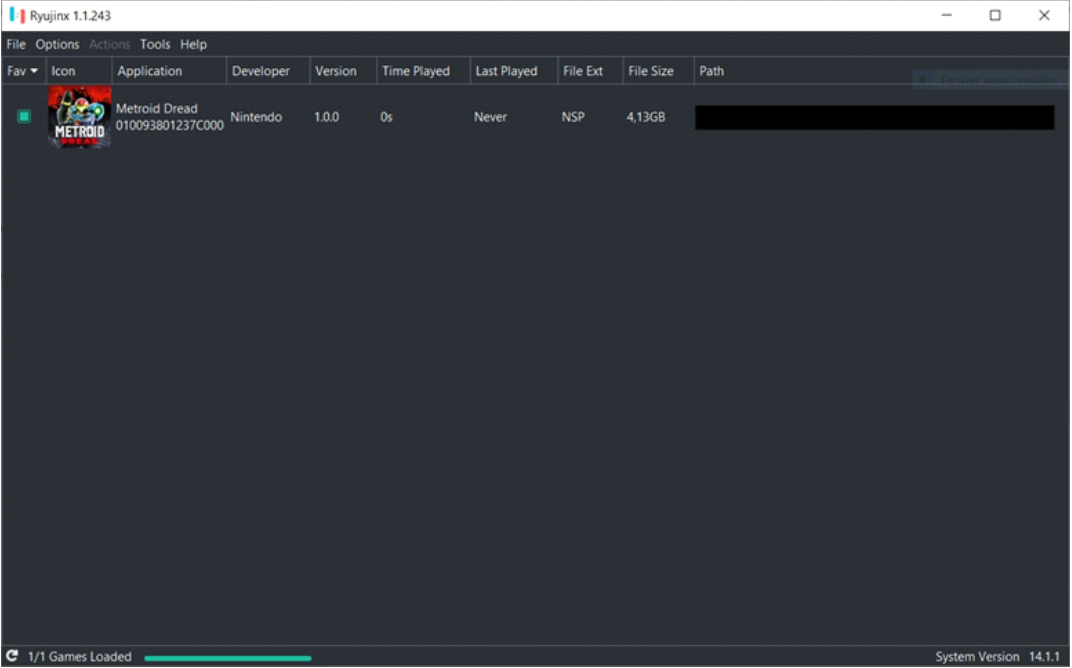 Ryujinx 1.1.243
File Options Actions Tools Help
Fav Icon Application Developer Version Time Played Last Played File Ext File Size Path
METROID
DREAD
Metroid Dread
010093801237C000
Nintendo 1.0.0 0s Never NSP 4,13GB
1/1 Games Loaded System Version 14.1.1